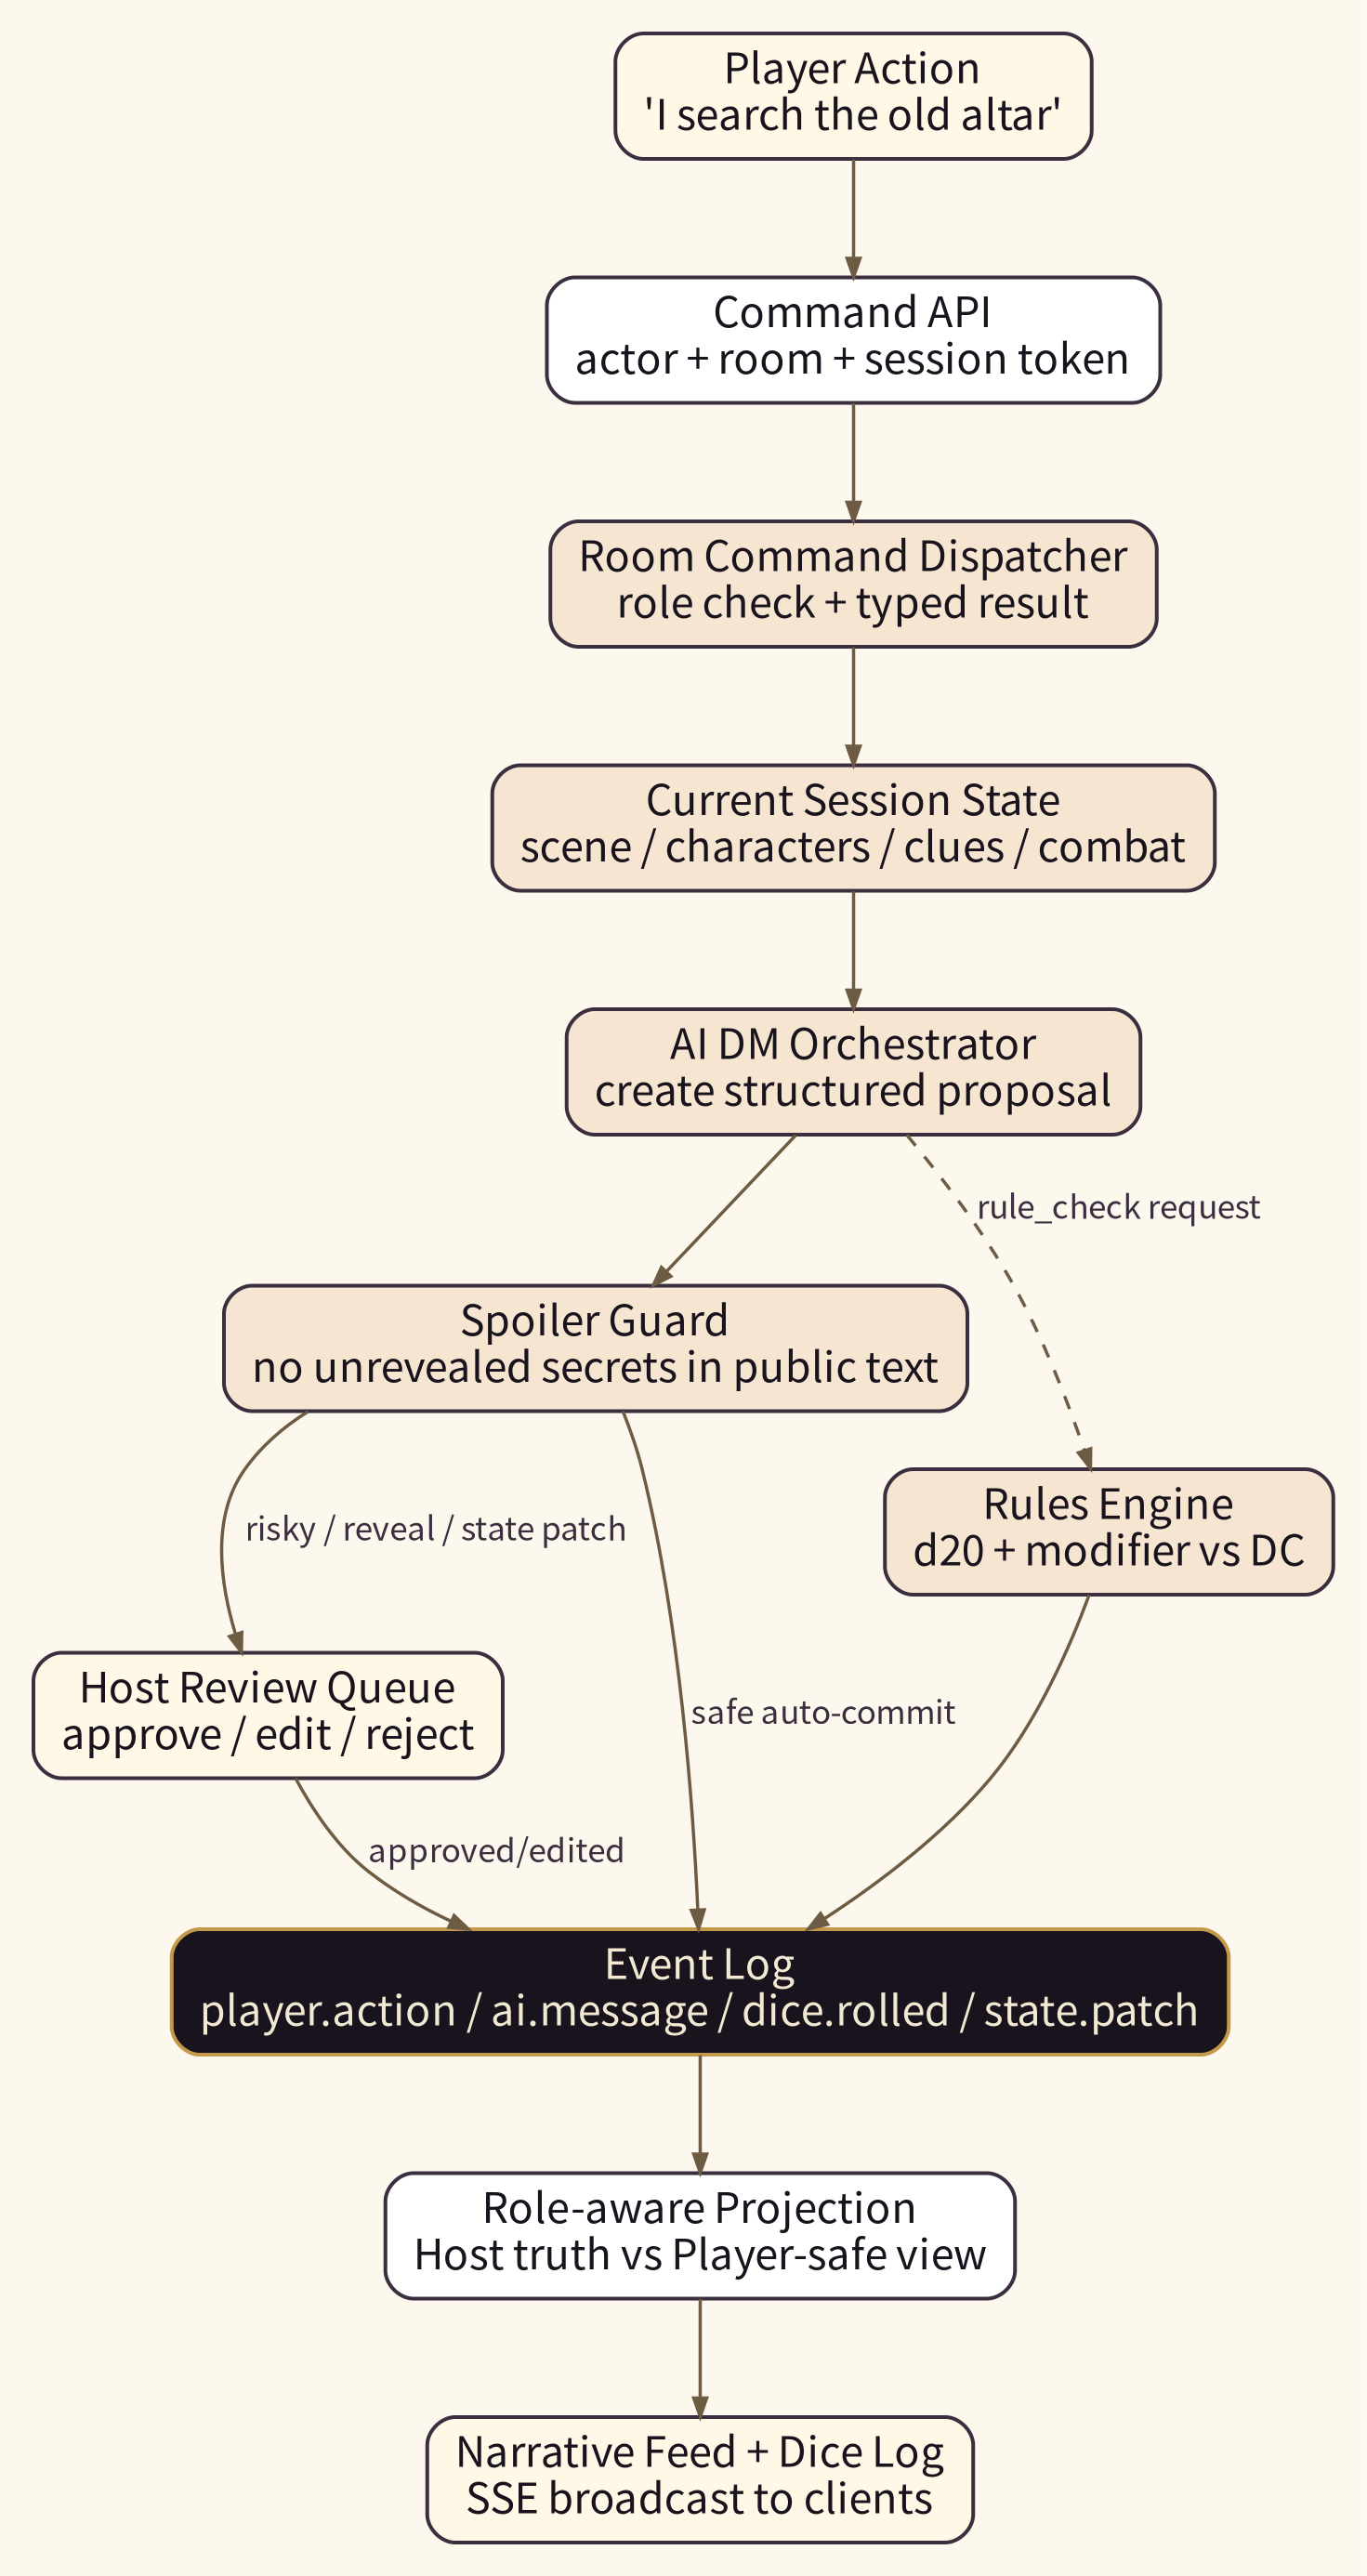 Player Action
'I search the old altar'
Command API
actor + room + session token
Room Command Dispatcher
role check + typed result
Current Session State
scene / characters / clues / combat
AI DM Orchestrator
create structured proposal
rule_check request
Spoiler Guard
no unrevealed secrets in public text
Rules Engine
d20 + modifier vs DC
risky / reveal / state patch
Host Review Queue
approve / edit / reject
safe auto-commit
approved/edited
Event Log
player.action / ai.message / dice.rolled / state.patch
Role-aware Projection
Host truth vs Player-safe view
Narrative Feed + Dice Log
SSE broadcast to clients